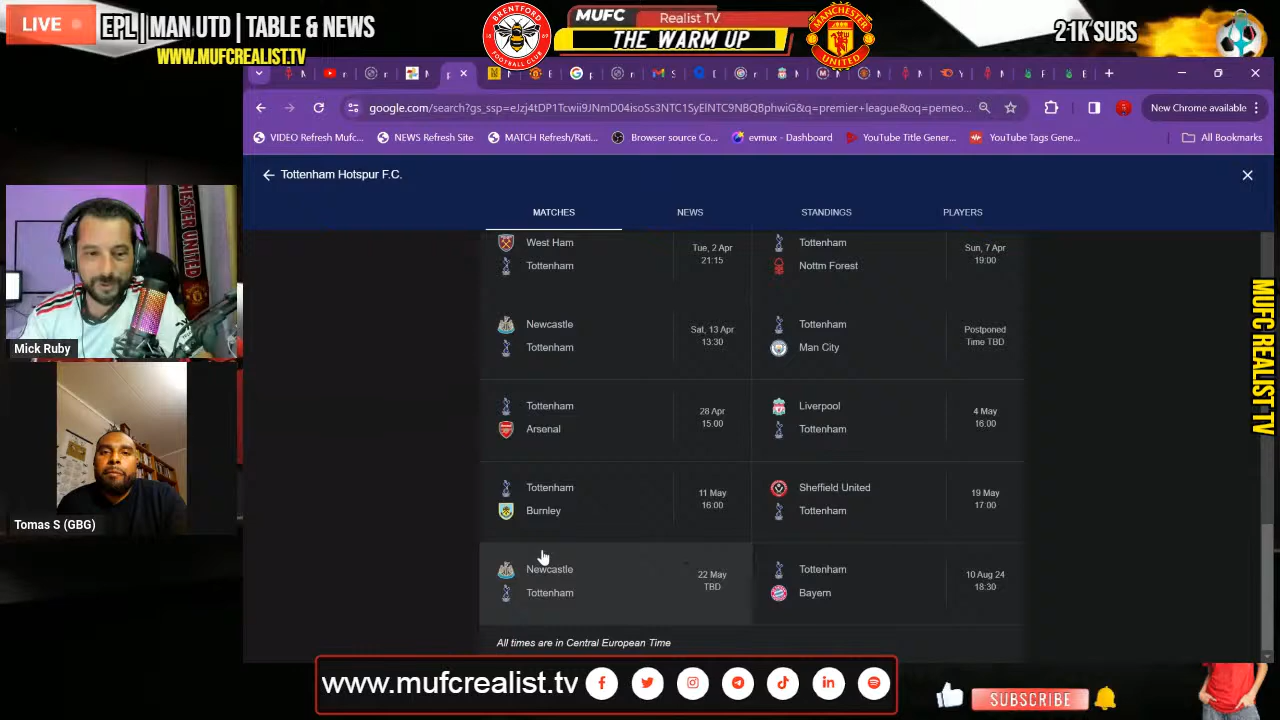 LIVE
EPL | MAN.UTD | TABLE & NEWS
WWW.MUFCREALIST.TV
BRENTFORD
FOOTBALL CLUB
MUFC
Realist TV
THE WARM UP
MANCHESTER
UNITED
21K SUBS
google.com/search?gs_ssp=eJzj4tDP1Tcwii9JNmD04isoSs3NTC1SyElNTC9NBQBphwiG&q=premier+league&oq=pemeo...
New Chrome available
VIDEO Refresh Mufc...
NEWS Refresh Site
MATCH Refresh/Rati...
Browser source Co...
evmux - Dashboard
YouTube Title Gener...
YouTube Tags Gene...
All Bookmarks
Tottenham Hotspur F.C.
MATCHES
NEWS
STANDINGS
PLAYERS
West Ham
Tottenham
Tue, 2 Apr
21:15
Tottenham
Nottm Forest
Sun, 7 Apr
19:00
Newcastle
Tottenham
Sat, 13 Apr
13:30
Tottenham
Man City
Postponed
Time TBD
Tottenham
Arsenal
28 Apr
15:00
Liverpool
Tottenham
4 May
16:00
Tottenham
Burnley
11 May
16:00
Sheffield United
Tottenham
19 May
17:00
Newcastle
Tottenham
22 May
TBD
Tottenham
Bayern
10 Aug 24
18:30
All times are in Central European Time
Mick Ruby
Tomas S (GBG)
MUFC REALIST TV
www.mufcrealist.tv
SUBSCRIBE